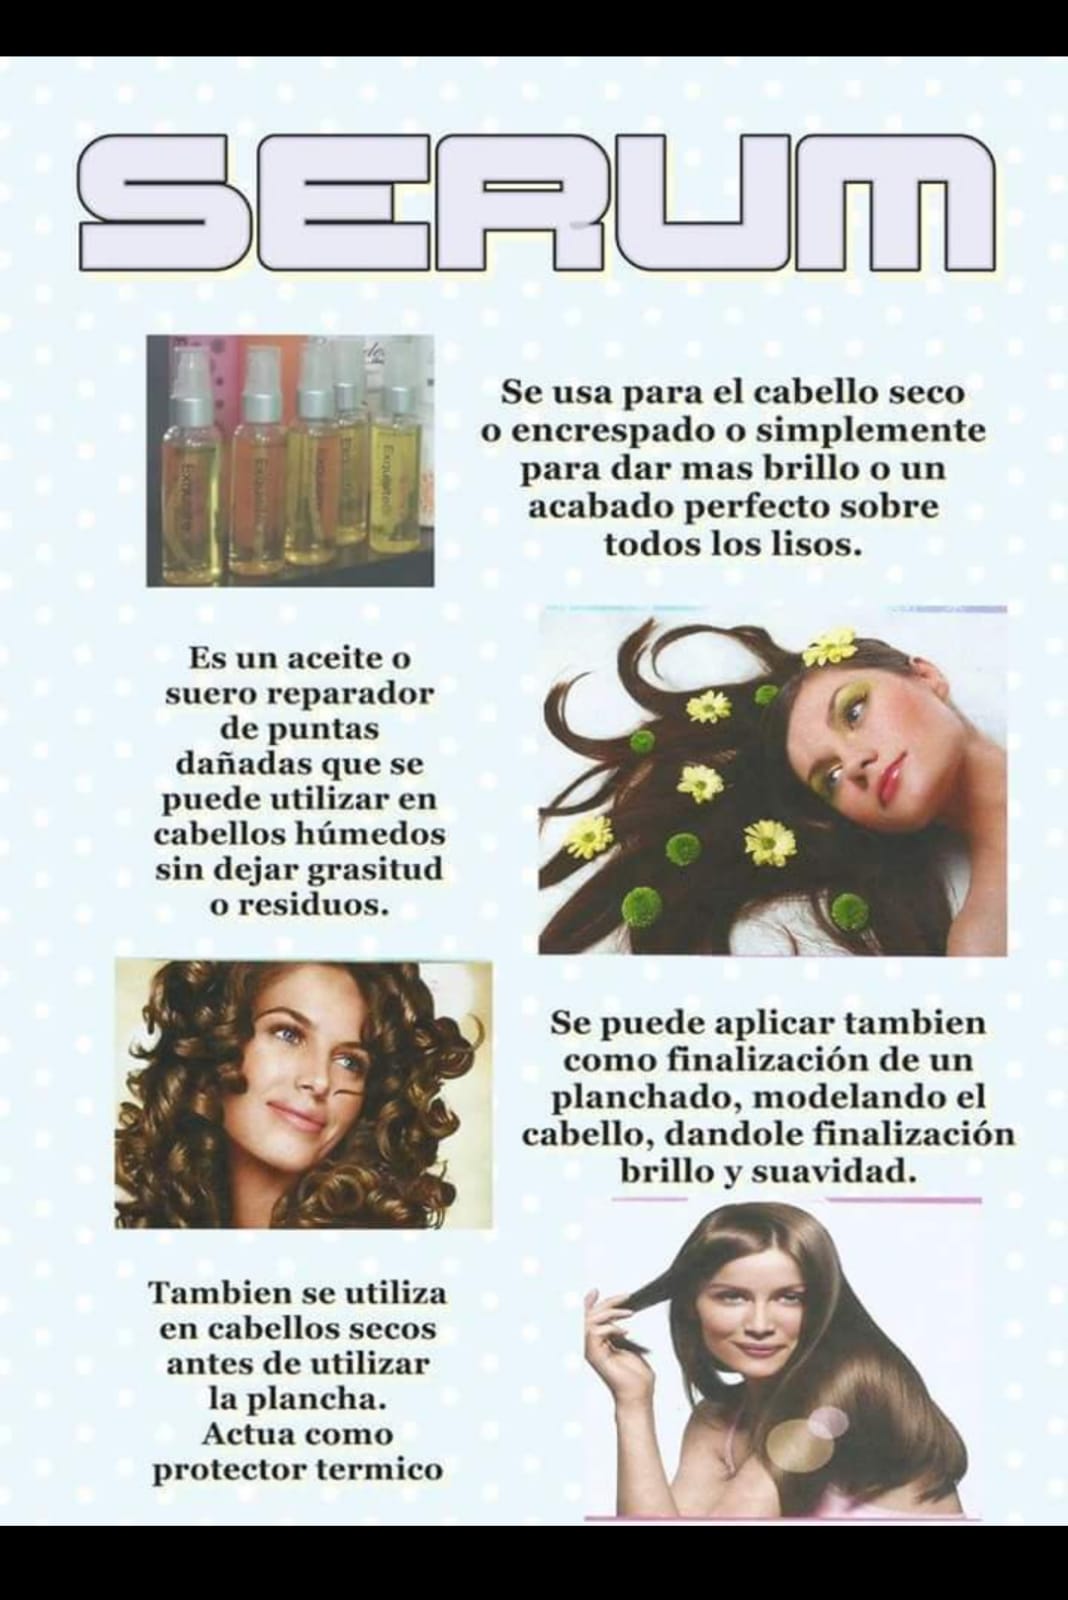 SERUM
Se usa para el cabello seco
o encrespado o simplemente
para dar mas brillo o un
acabado perfecto sobre
todos los lisos.
Es un aceite o
suero reparador
de puntas
dañadas que se
puede utilizar en
cabellos húmedos
sin dejar grasitud
o residuos.
Se puede aplicar tambien
como finalización de un
planchado, modelando el
cabello, dandole finalización
brillo y suavidad.
Tambien se utiliza
en cabellos secos
antes de utilizar
la plancha.
Actua como
protector termico